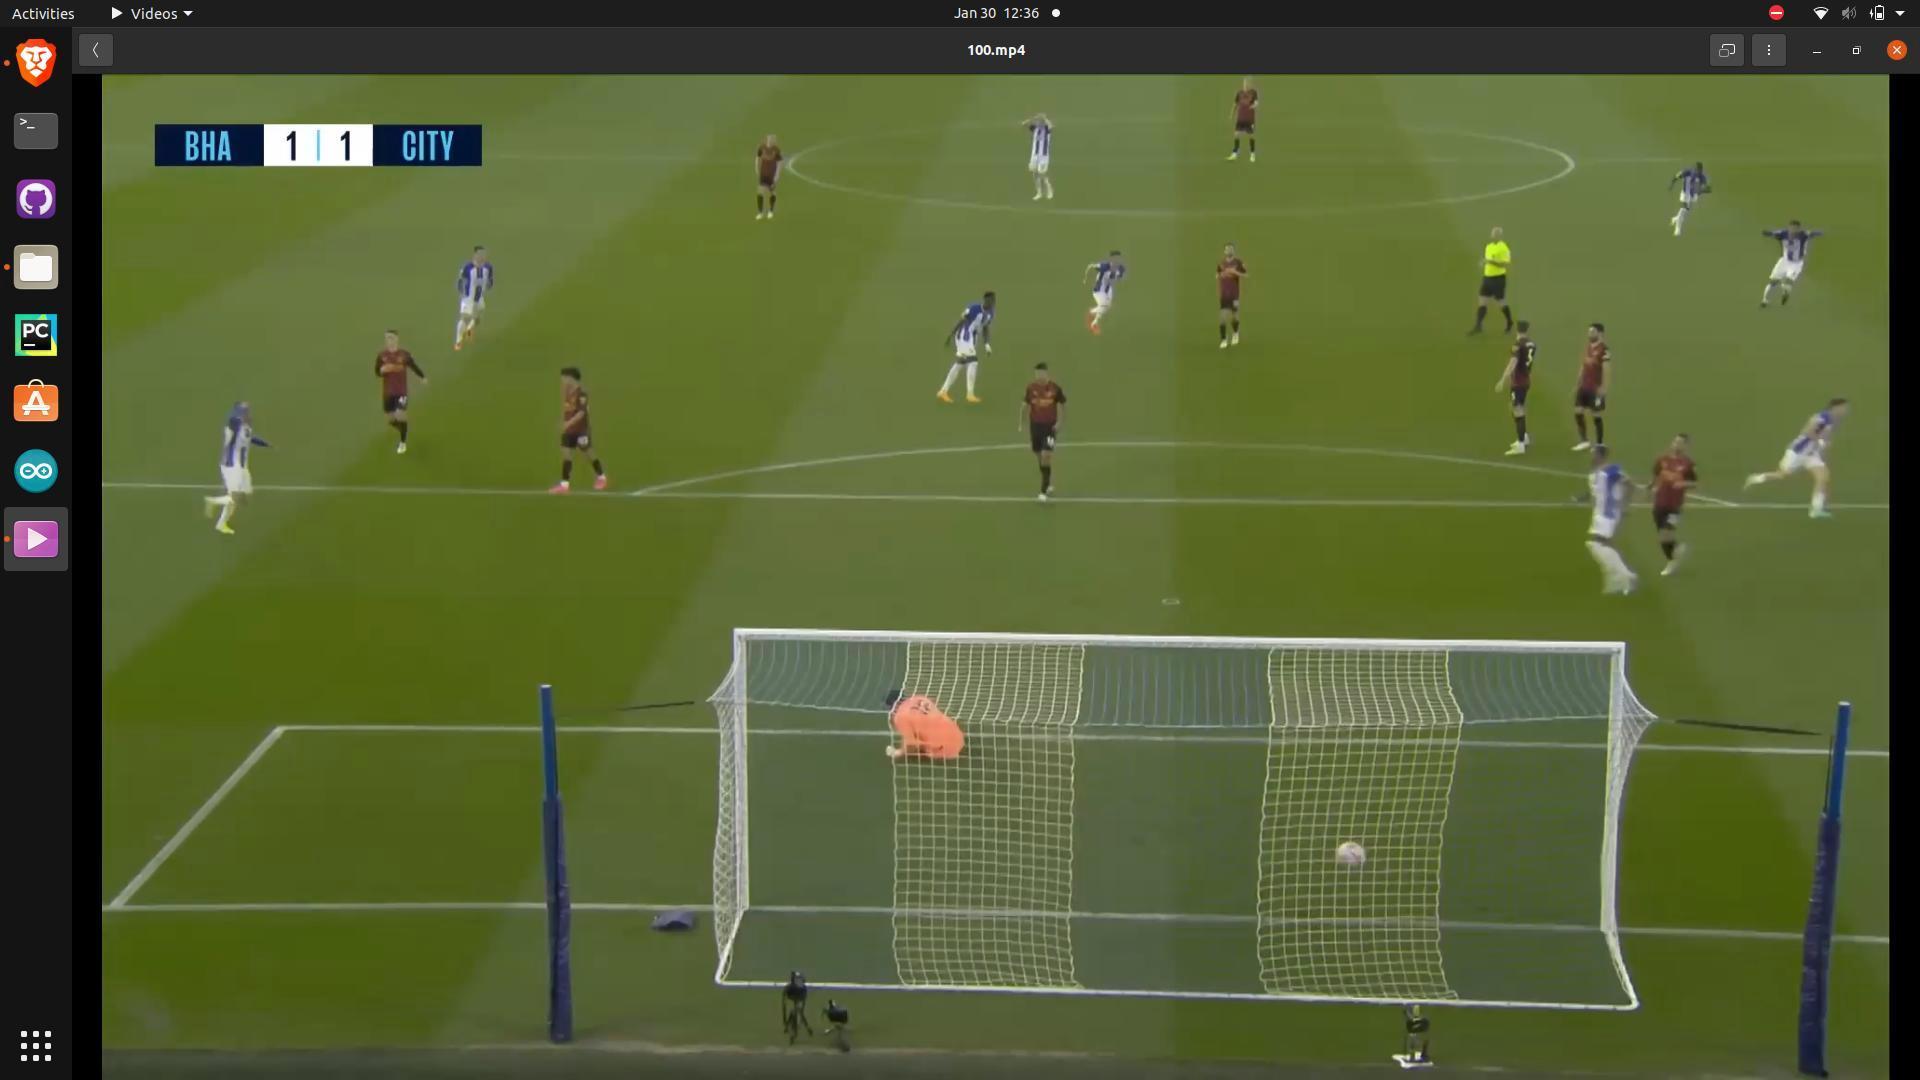 Activities
Videos
Jan 30 12:36
100.mp4
BHA 1 | 1 CITY
>_
PC